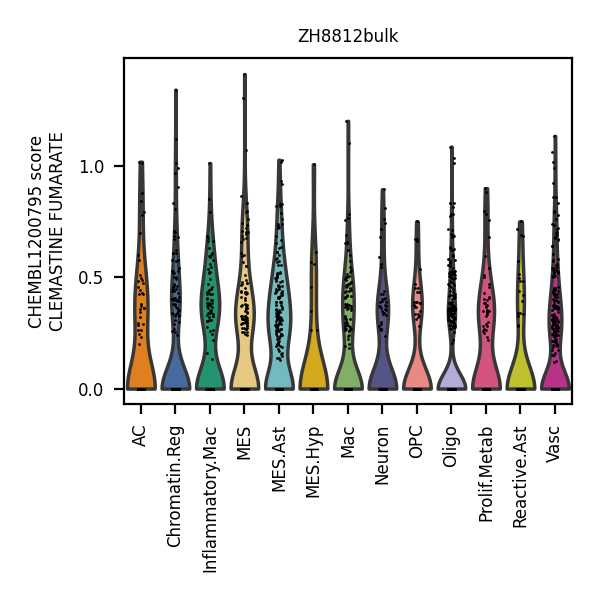 ZH8812bulk
CHEMBL1200795 score
CLEMASTINE FUMARATE
1.0
0.5
0.0
AC
Chromatin.Reg
Inflammatory.Mac
MES
MES.Ast
MES.Hyp
Mac
Neuron
OPC
Oligo
Prolif.Metab
Reactive.Ast
Vasc